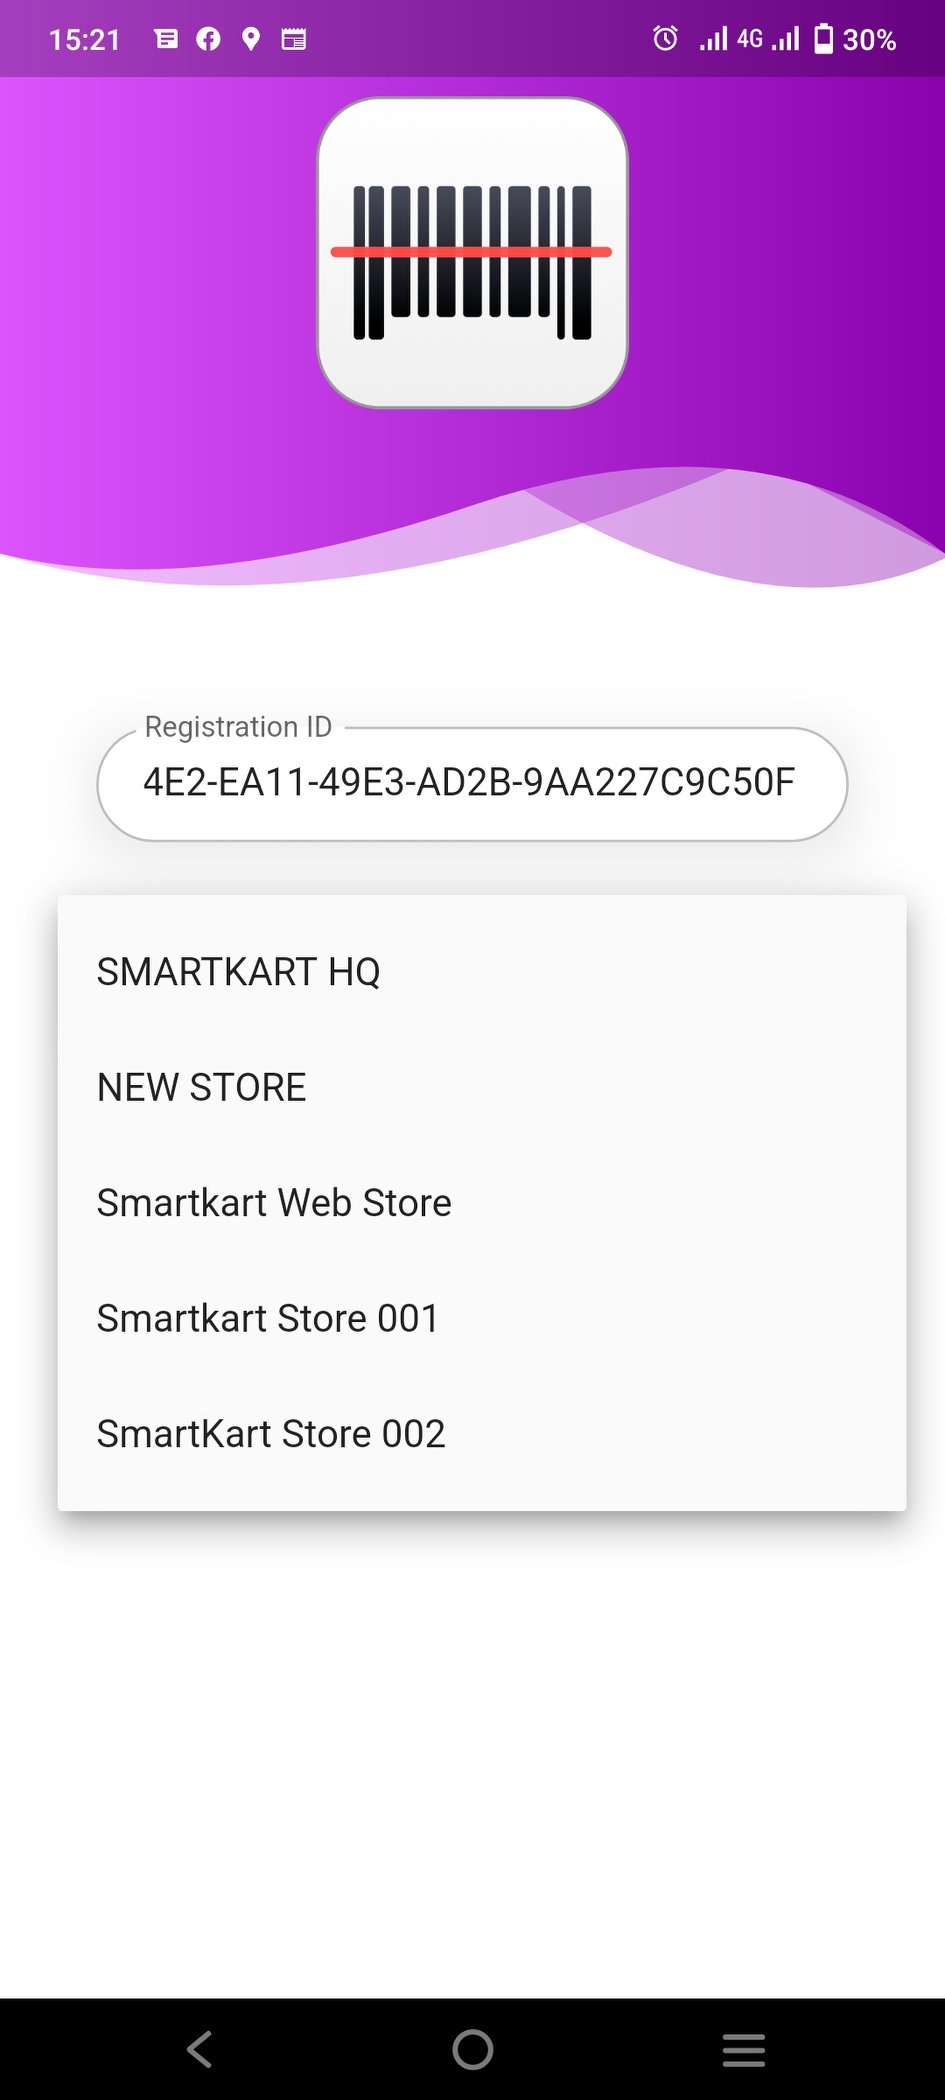 15:21 4G 30%
Registration ID
4E2-EA11-49E3-AD2B-9AA227C9C50F
SMARTKART HQ
NEW STORE
Smartkart Web Store
Smartkart Store 001
SmartKart Store 002